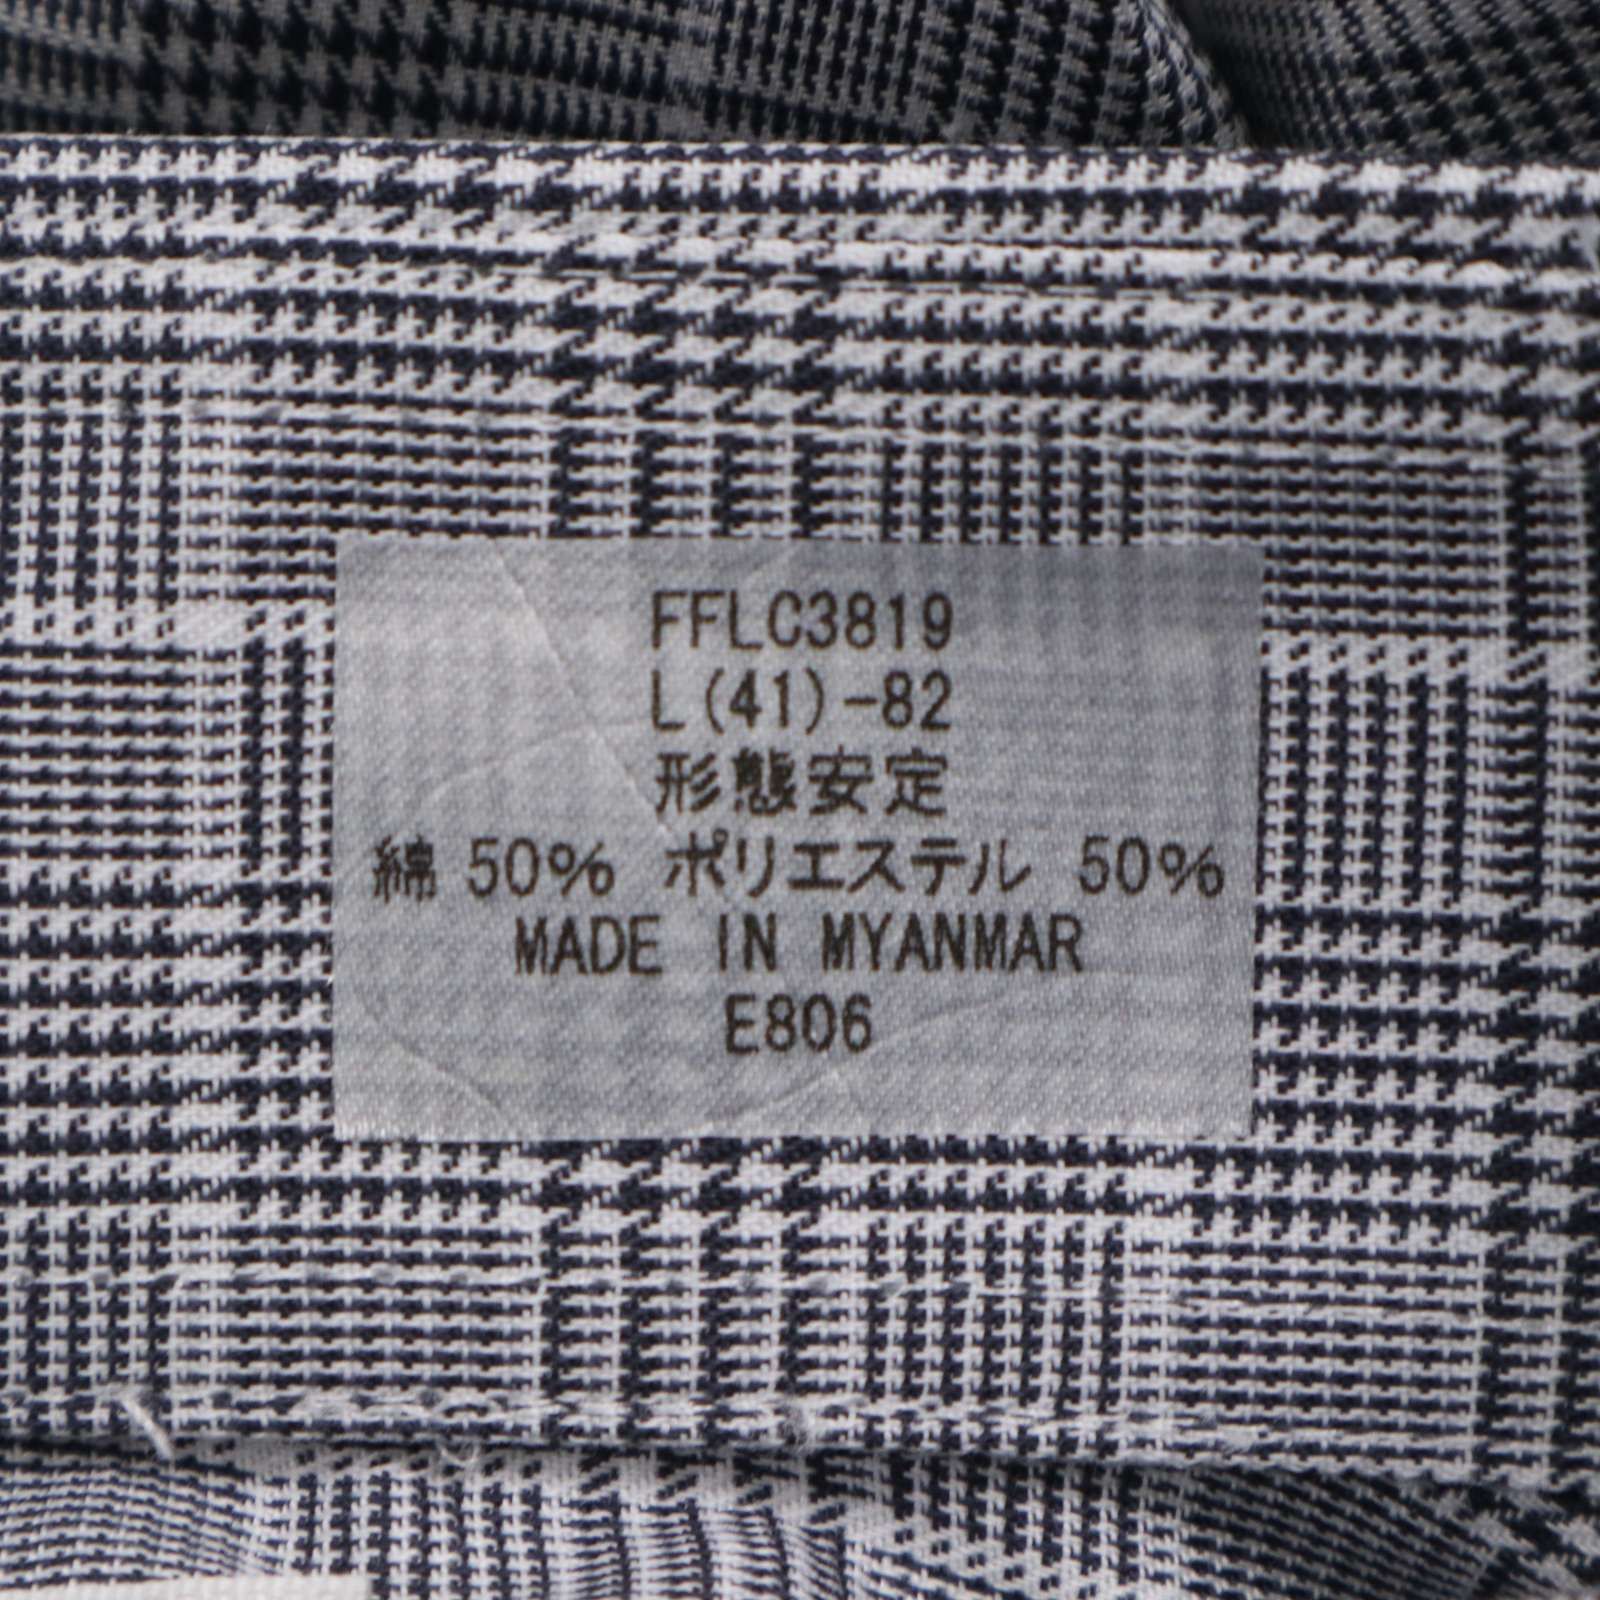 FFLC3819
L(41)-82
形態安定
綿 50% ポリエステル 50%
MADE IN MYANMAR
E806